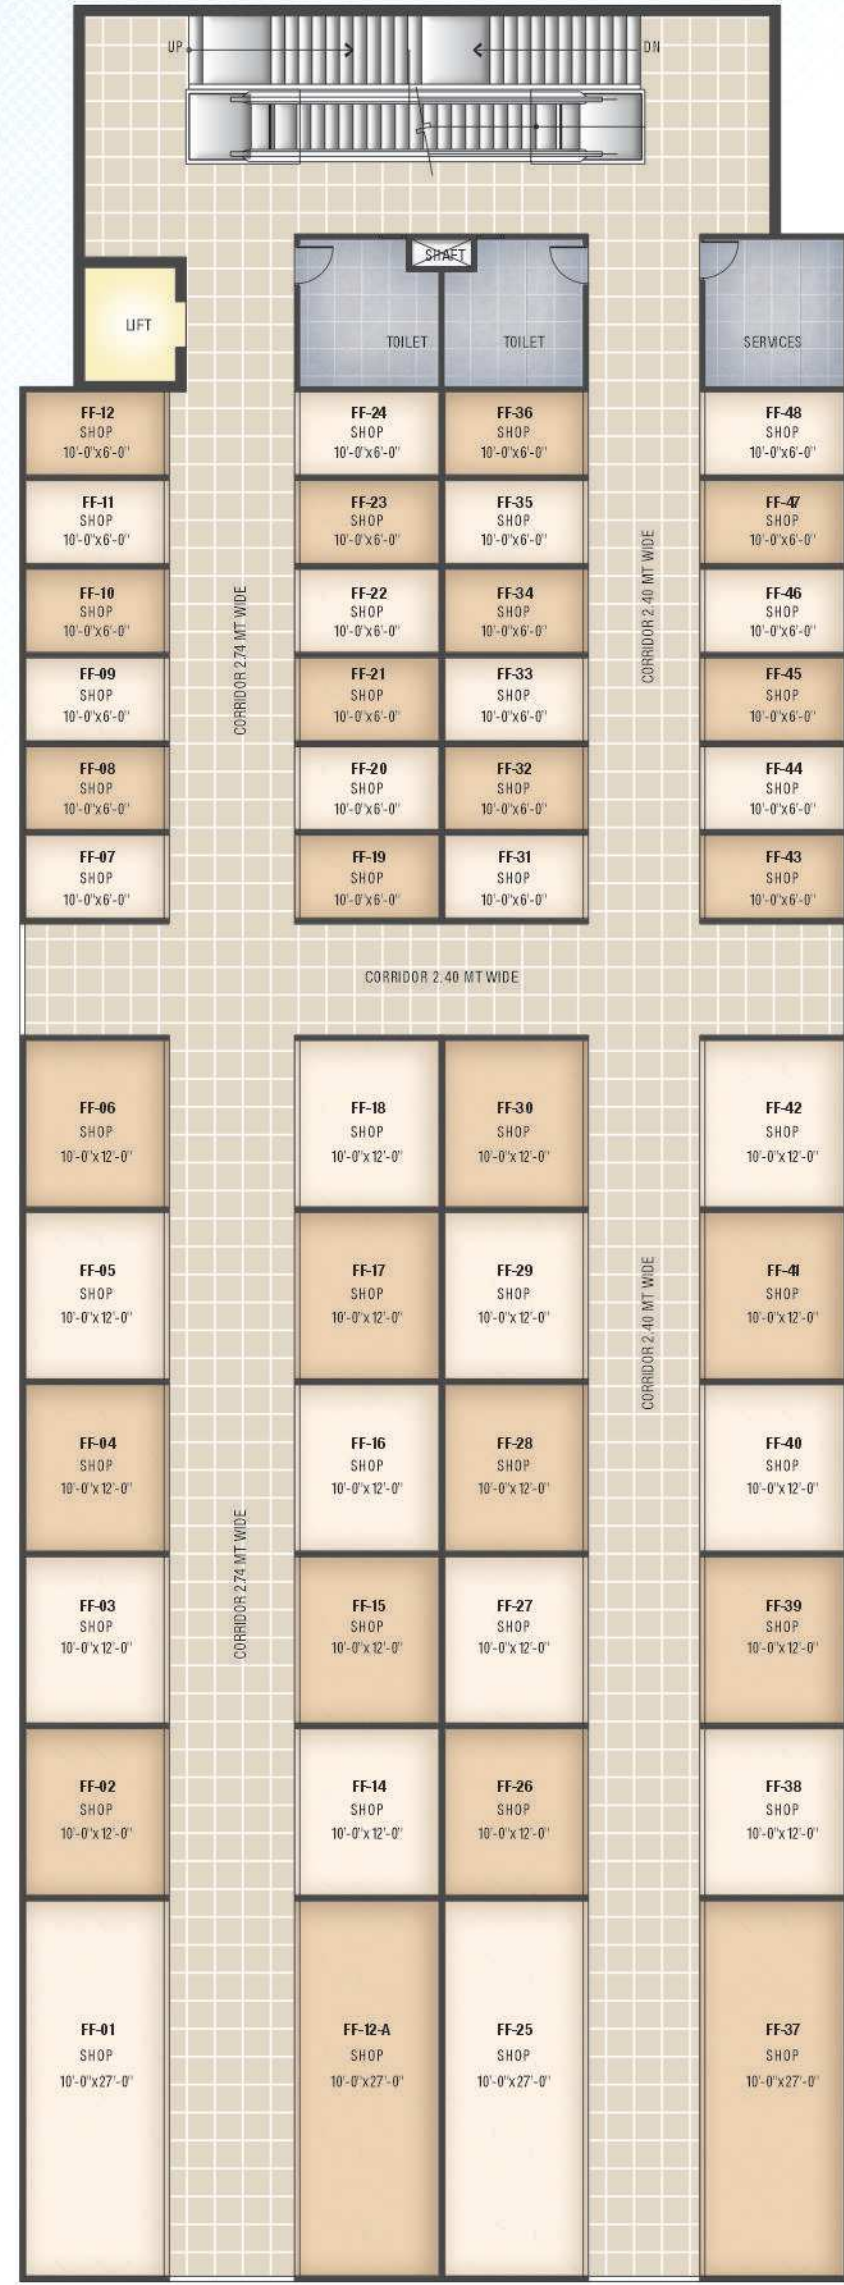 UP
DN
SHAFT
LIFT
TOILET
TOILET
SERVICES
FF-12
SHOP
10'-0"x6'-0"
FF-24
SHOP
10'-0"x6'-0"
FF-36
SHOP
10'-0"x6'-0"
FF-48
SHOP
10'-0"x6'-0"
FF-11
SHOP
10'-0"x6'-0"
FF-23
SHOP
10'-0"x6'-0"
FF-35
SHOP
10'-0"x6'-0"
FF-47
SHOP
10'-0"x6'-0"
FF-10
SHOP
10'-0"x6'-0"
FF-22
SHOP
10'-0"x6'-0"
FF-34
SHOP
10'-0"x6'-0"
FF-46
SHOP
10'-0"x6'-0"
CORRIDOR 2.74 MT WIDE
CORRIDOR 2.40 MT WIDE
FF-09
SHOP
10'-0"x6'-0"
FF-21
SHOP
10'-0"x6'-0"
FF-33
SHOP
10'-0"x6'-0"
FF-45
SHOP
10'-0"x6'-0"
FF-08
SHOP
10'-0"x6'-0"
FF-20
SHOP
10'-0"x6'-0"
FF-32
SHOP
10'-0"x6'-0"
FF-44
SHOP
10'-0"x6'-0"
FF-07
SHOP
10'-0"x6'-0"
FF-19
SHOP
10'-0"x6'-0"
FF-31
SHOP
10'-0"x6'-0"
FF-43
SHOP
10'-0"x6'-0"
CORRIDOR 2.40 MT WIDE
FF-06
SHOP
10'-0"x12'-0"
FF-18
SHOP
10'-0"x12'-0"
FF-30
SHOP
10'-0"x12'-0"
FF-42
SHOP
10'-0"x12'-0"
FF-05
SHOP
10'-0"x12'-0"
FF-17
SHOP
10'-0"x12'-0"
FF-29
SHOP
10'-0"x12'-0"
FF-41
SHOP
10'-0"x12'-0"
CORRIDOR 2.40 MT WIDE
FF-04
SHOP
10'-0"x12'-0"
FF-16
SHOP
10'-0"x12'-0"
FF-28
SHOP
10'-0"x12'-0"
FF-40
SHOP
10'-0"x12'-0"
CORRIDOR 2.74 MT WIDE
FF-03
SHOP
10'-0"x12'-0"
FF-15
SHOP
10'-0"x12'-0"
FF-27
SHOP
10'-0"x12'-0"
FF-39
SHOP
10'-0"x12'-0"
FF-02
SHOP
10'-0"x12'-0"
FF-14
SHOP
10'-0"x12'-0"
FF-26
SHOP
10'-0"x12'-0"
FF-38
SHOP
10'-0"x12'-0"
FF-01
SHOP
10'-0"x27'-0"
FF-12-A
SHOP
10'-0"x27'-0"
FF-25
SHOP
10'-0"x27'-0"
FF-37
SHOP
10'-0"x27'-0"